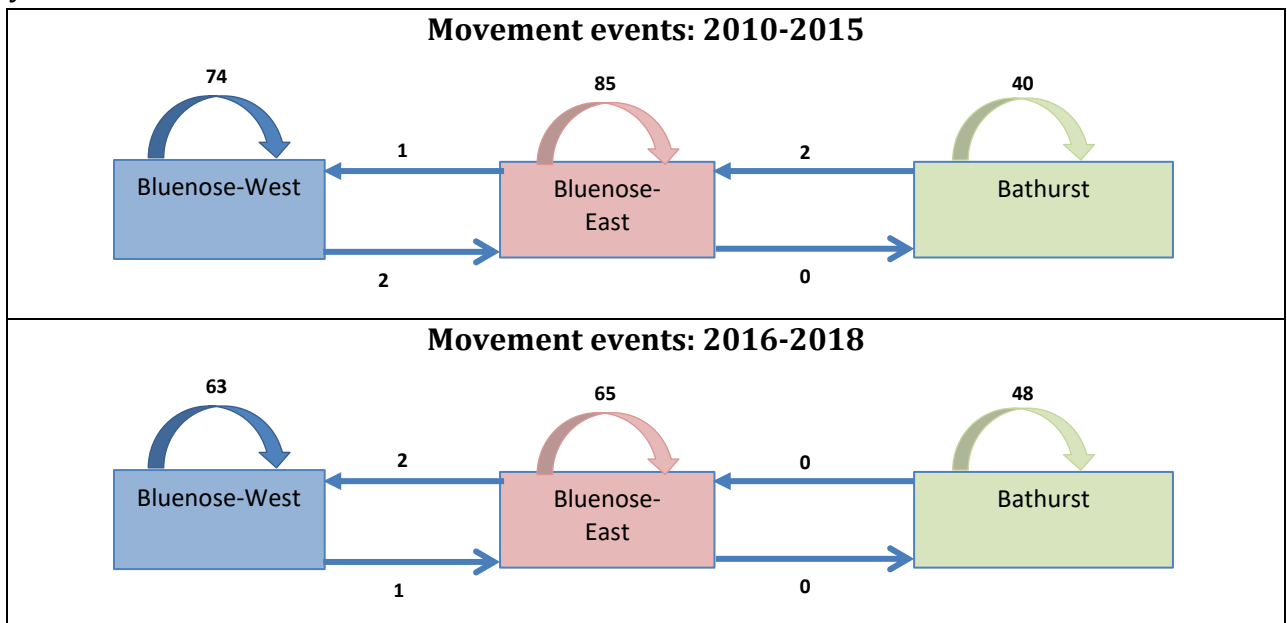 Movement events: 2010-2015
74
85
40
1
2
Bluenose-West
Bluenose-
East
Bathurst
2
0
Movement events: 2016-2018
63
65
48
2
0
Bluenose-West
Bluenose-
East
Bathurst
1
0